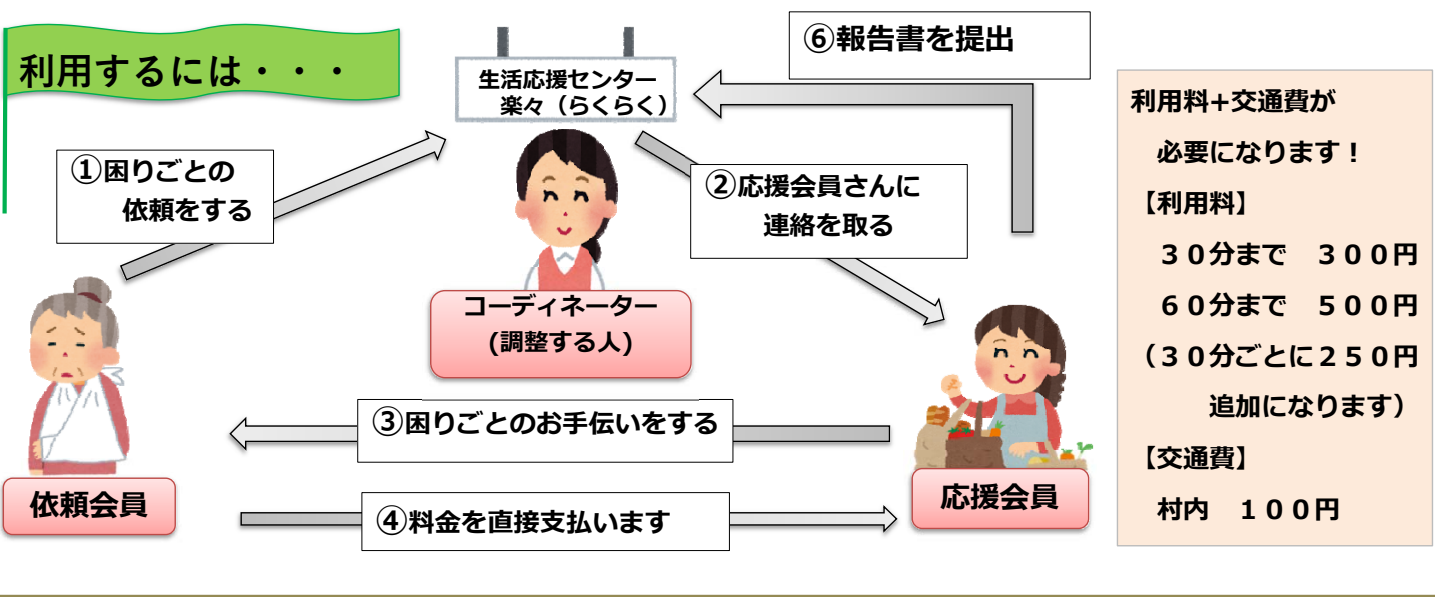 利用するには・・・
生活応援センター
楽々（らくらく）
⑥報告書を提出
①困りごとの
依頼をする
②応援会員さんに
連絡を取る
コーディネーター
(調整する人)
③困りごとのお手伝いをする
④料金を直接支払います
依頼会員
応援会員
利用料+交通費が
必要になります！
【利用料】
３０分まで　３００円
６０分まで　５００円
（３０分ごとに２５０円
追加になります）
【交通費】
村内　１００円